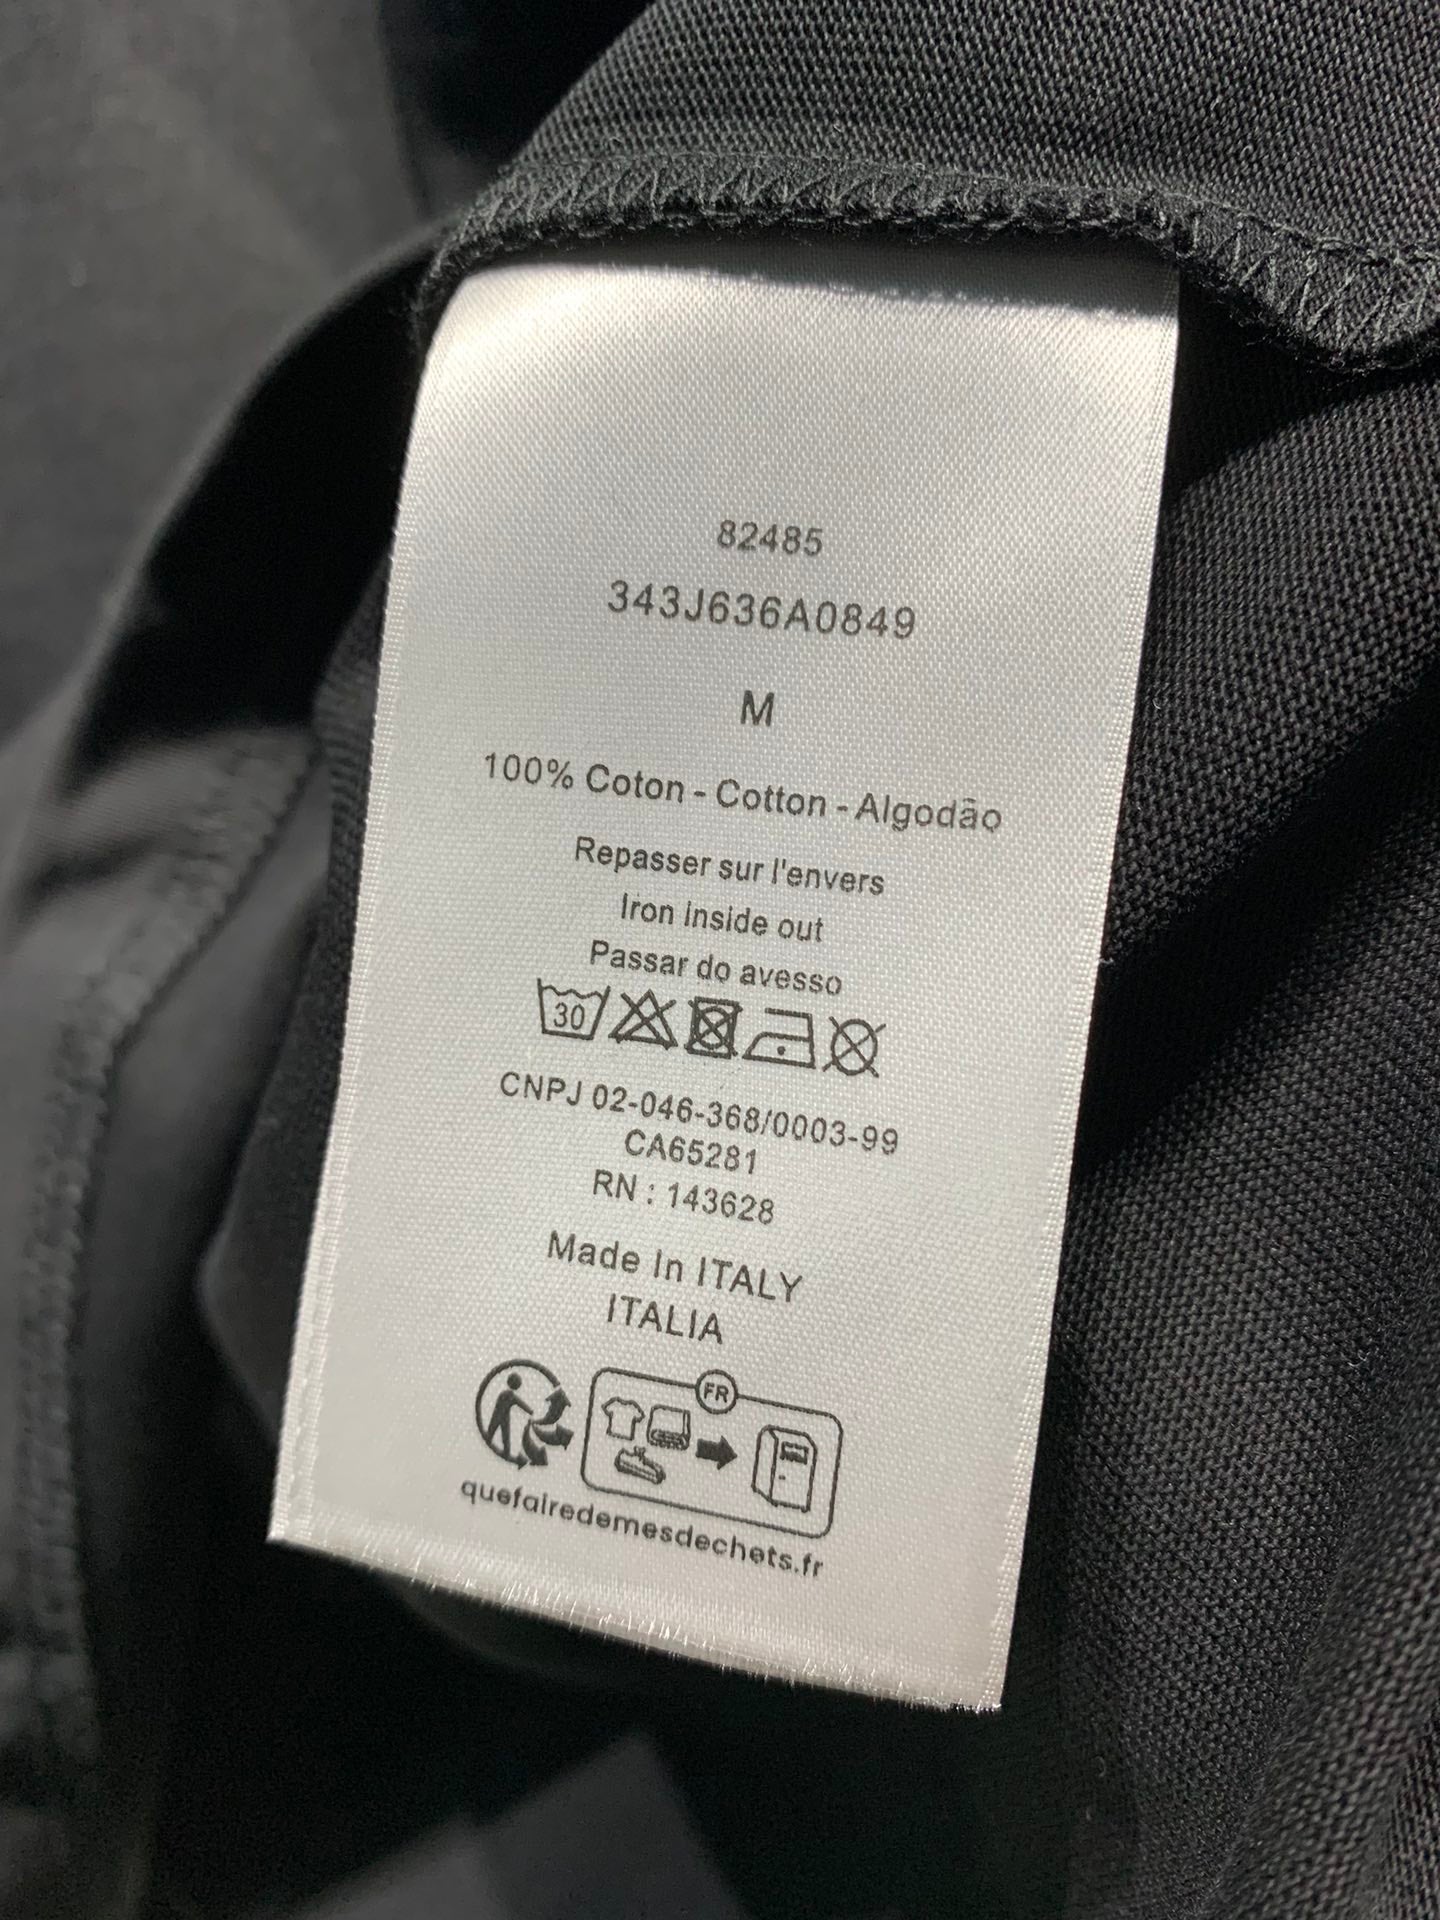 82485
343J636A0849
M
100% Coton - Cotton - Algodão
Repasser sur l'envers
Iron inside out
Passar do avesso
30
CNPJ 02-046-368/0003-99
CA65281
RN : 143628
Made In ITALY
ITALIA
FR
quefairedemesdechets.fr